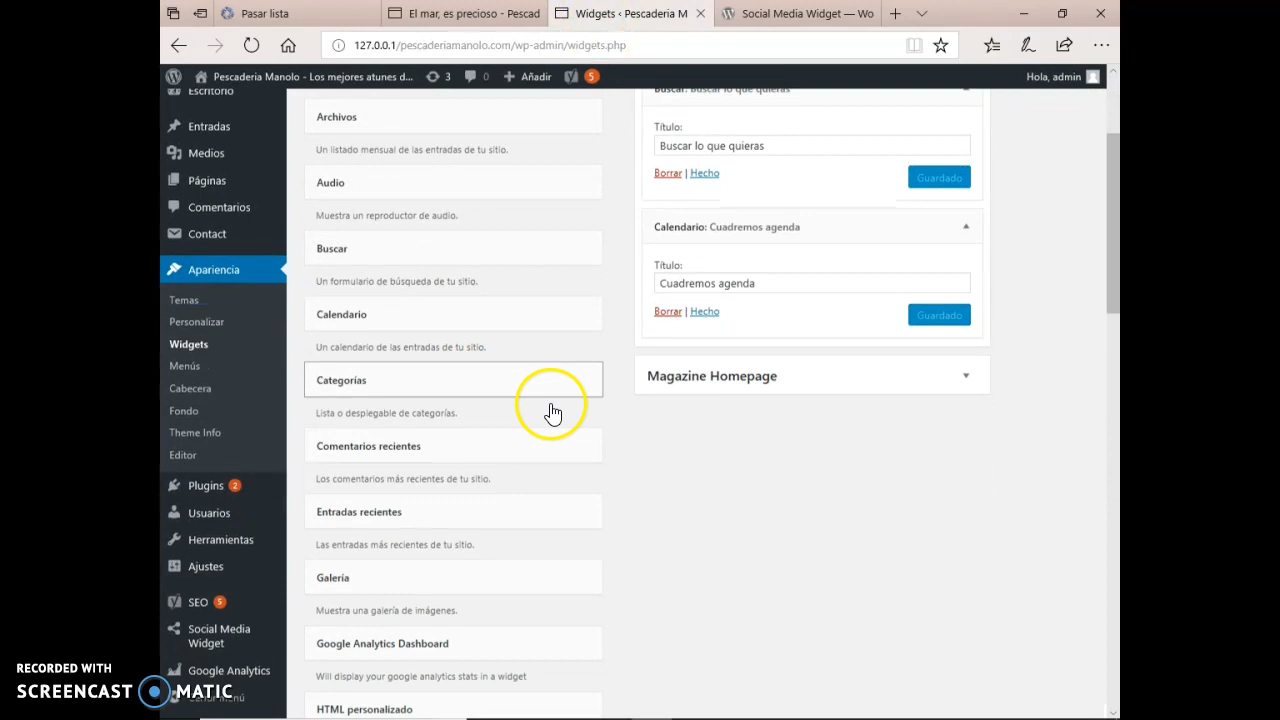 Pasar lista
El mar, es precioso - Pescad
Widgets ‹ Pescaderia M
Social Media Widget — Wo
127.0.0.1/pescaderiamanolo.com/wp-admin/widgets.php
Pescaderia Manolo - Los mejores atunes d...
3
0
Añadir
5
Hola, admin
Escritorio
Entradas
Medios
Páginas
Comentarios
Contact
Apariencia
Temas
Personalizar
Widgets
Menús
Cabecera
Fondo
Theme Info
Editor
Plugins 2
Usuarios
Herramientas
Ajustes
SEO 5
Social Media
Widget
Google Analytics
Archivos
Un listado mensual de las entradas de tu sitio.
Audio
Muestra un reproductor de audio.
Buscar
Un formulario de búsqueda de tu sitio.
Calendario
Un calendario de las entradas de tu sitio.
Categorías
Lista o desplegable de categorías.
Comentarios recientes
Los comentarios más recientes de tu sitio.
Entradas recientes
Las entradas más recientes de tu sitio.
Galería
Muestra una galería de imágenes.
Google Analytics Dashboard
Will display your google analytics stats in a widget
HTML personalizado
Buscar: Buscar lo que quieras
Título:
Buscar lo que quieras
Borrar | Hecho
Guardado
Calendario: Cuadremos agenda
Título:
Cuadremos agenda
Borrar | Hecho
Guardado
Magazine Homepage
RECORDED WITH
SCREENCAST MATIC